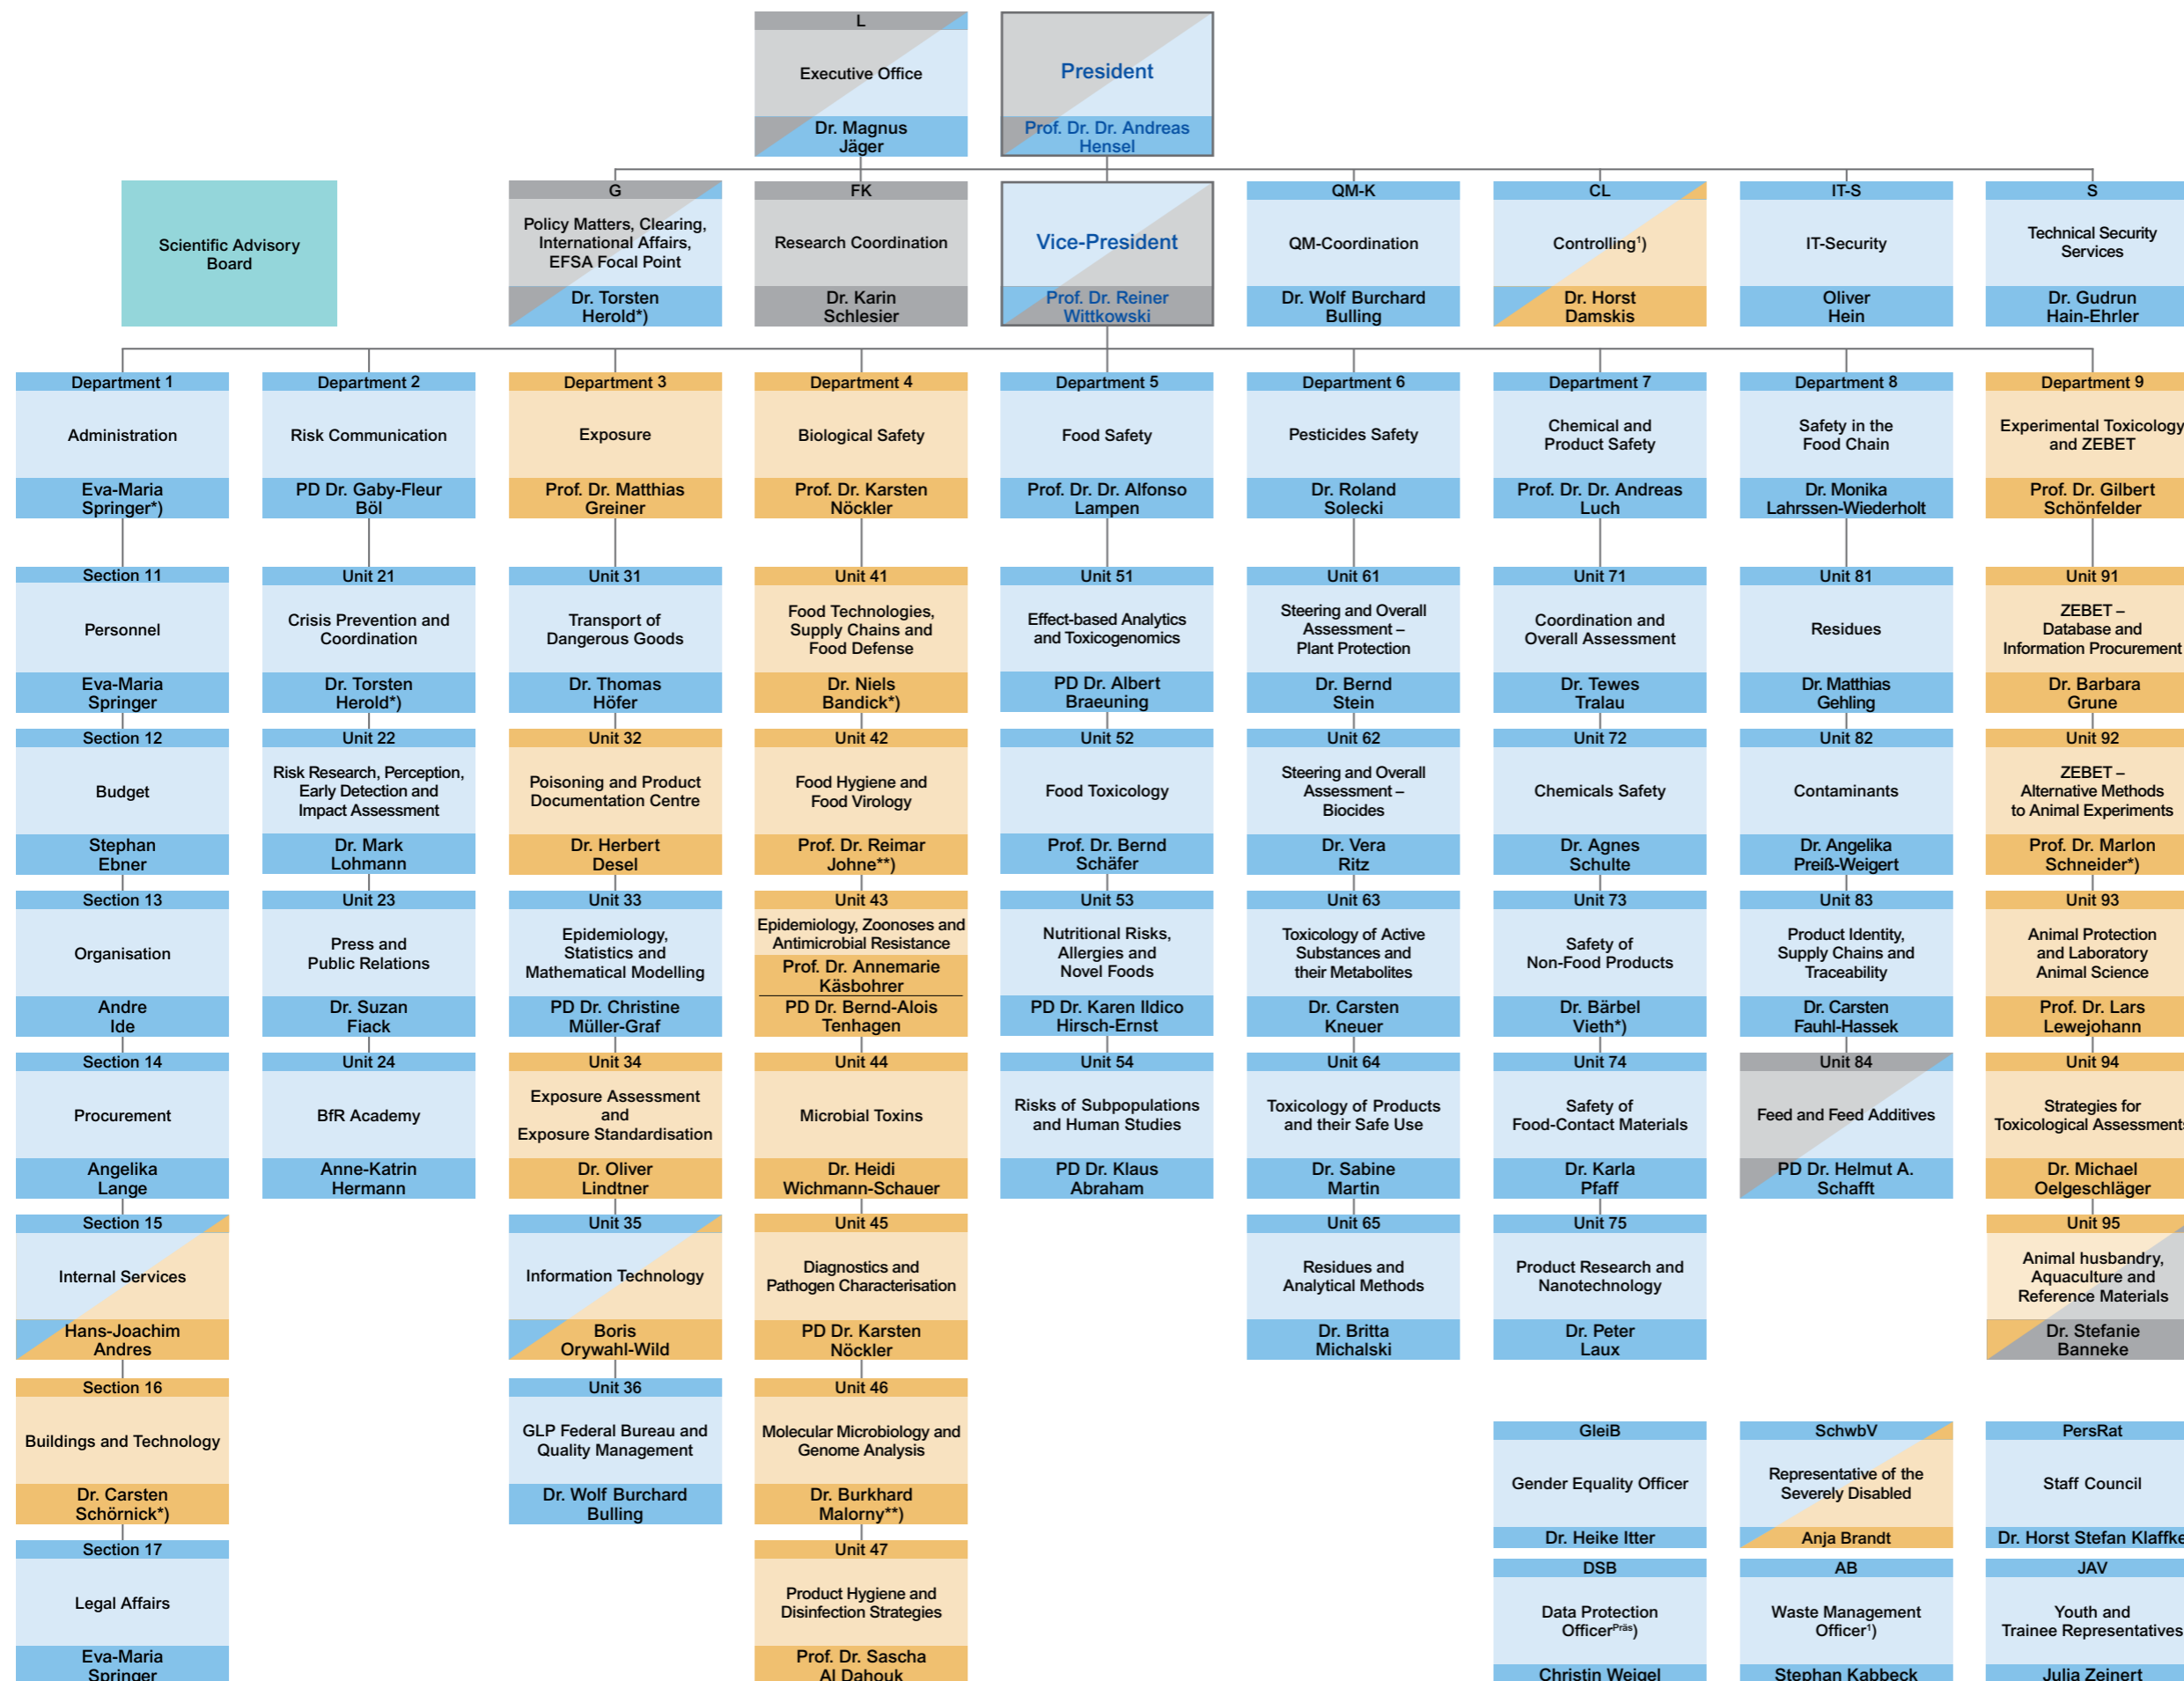 L
Executive Office
Dr. Magnus
Jäger
President
Prof. Dr. Dr. Andreas
Hensel
Scientific Advisory
Board
G
Policy Matters, Clearing,
International Affairs,
EFSA Focal Point
Dr. Torsten
Herold*)
FK
Research Coordination
Dr. Karin
Schlesier
Vice-President
Prof. Dr. Reiner
Wittkowski
QM-K
QM-Coordination
Dr. Wolf Burchard
Bulling
CL
Controlling¹)
Dr. Horst
Damskis
IT-S
IT-Security
Oliver
Hein
S
Technical Security
Services
Dr. Gudrun
Hain-Ehrler
Department 1
Administration
Eva-Maria
Springer*)
Section 11
Personnel
Eva-Maria
Springer
Section 12
Budget
Stephan
Ebner
Section 13
Organisation
Andre
Ide
Section 14
Procurement
Angelika
Lange
Section 15
Internal Services
Hans-Joachim
Andres
Section 16
Buildings and Technology
Dr. Carsten
Schörnick*)
Section 17
Legal Affairs
Eva-Maria
Springer
Department 2
Risk Communication
PD Dr. Gaby-Fleur
Böl
Unit 21
Crisis Prevention and
Coordination
Dr. Torsten
Herold*)
Unit 22
Risk Research, Perception,
Early Detection and
Impact Assessment
Dr. Mark
Lohmann
Unit 23
Press and
Public Relations
Dr. Suzan
Fiack
Unit 24
BfR Academy
Anne-Katrin
Hermann
Department 3
Exposure
Prof. Dr. Matthias
Greiner
Unit 31
Transport of
Dangerous Goods
Dr. Thomas
Höfer
Unit 32
Poisoning and Product
Documentation Centre
Dr. Herbert
Desel
Unit 33
Epidemiology,
Statistics and
Mathematical Modelling
PD Dr. Christine
Müller-Graf
Unit 34
Exposure Assessment
and
Exposure Standardisation
Dr. Oliver
Lindtner
Unit 35
Information Technology
Boris
Orywahl-Wild
Unit 36
GLP Federal Bureau and
Quality Management
Dr. Wolf Burchard
Bulling
Department 4
Biological Safety
Prof. Dr. Karsten
Nöckler
Unit 41
Food Technologies,
Supply Chains and
Food Defense
Dr. Niels
Bandick*)
Unit 42
Food Hygiene and
Food Virology
Prof. Dr. Reimar
Johne**)
Unit 43
Epidemiology, Zoonoses and
Antimicrobial Resistance
Prof. Dr. Annemarie
Käsbohrer
PD Dr. Bernd-Alois
Tenhagen
Unit 44
Microbial Toxins
Dr. Heidi
Wichmann-Schauer
Unit 45
Diagnostics and
Pathogen Characterisation
PD Dr. Karsten
Nöckler
Unit 46
Molecular Microbiology and
Genome Analysis
Dr. Burkhard
Malorny**)
Unit 47
Product Hygiene and
Disinfection Strategies
Prof. Dr. Sascha
Al Dahouk
Department 5
Food Safety
Prof. Dr. Dr. Alfonso
Lampen
Unit 51
Effect-based Analytics
and Toxicogenomics
PD Dr. Albert
Braeuning
Unit 52
Food Toxicology
Prof. Dr. Bernd
Schäfer
Unit 53
Nutritional Risks,
Allergies and
Novel Foods
PD Dr. Karen Ildico
Hirsch-Ernst
Unit 54
Risks of Subpopulations
and Human Studies
PD Dr. Klaus
Abraham
Department 6
Pesticides Safety
Dr. Roland
Solecki
Unit 61
Steering and Overall
Assessment –
Plant Protection
Dr. Bernd
Stein
Unit 62
Steering and Overall
Assessment –
Biocides
Dr. Vera
Ritz
Unit 63
Toxicology of Active
Substances and
their Metabolites
Dr. Carsten
Kneuer
Unit 64
Toxicology of Products
and their Safe Use
Dr. Sabine
Martin
Unit 65
Residues and
Analytical Methods
Dr. Britta
Michalski
Department 7
Chemical and
Product Safety
Prof. Dr. Dr. Andreas
Luch
Unit 71
Coordination and
Overall Assessment
Dr. Tewes
Tralau
Unit 72
Chemicals Safety
Dr. Agnes
Schulte
Unit 73
Safety of
Non-Food Products
Dr. Bärbel
Vieth*)
Unit 74
Safety of
Food-Contact Materials
Dr. Karla
Pfaff
Unit 75
Product Research and
Nanotechnology
Dr. Peter
Laux
Department 8
Safety in the
Food Chain
Dr. Monika
Lahrssen-Wiederholt
Unit 81
Residues
Dr. Matthias
Gehling
Unit 82
Contaminants
Dr. Angelika
Preiß-Weigert
Unit 83
Product Identity,
Supply Chains and
Traceability
Dr. Carsten
Fauhl-Hassek
Unit 84
Feed and Feed Additives
PD Dr. Helmut A.
Schafft
Department 9
Experimental Toxicology
and ZEBET
Prof. Dr. Gilbert
Schönfelder
Unit 91
ZEBET –
Database and
Information Procurement
Dr. Barbara
Grune
Unit 92
ZEBET –
Alternative Methods
to Animal Experiments
Prof. Dr. Marlon
Schneider*)
Unit 93
Animal Protection
and Laboratory
Animal Science
Prof. Dr. Lars
Lewejohann
Unit 94
Strategies for
Toxicological Assessments
Dr. Michael
Oelgeschläger
Unit 95
Animal husbandry,
Aquaculture and
Reference Materials
Dr. Stefanie
Banneke
GleiB
Gender Equality Officer
Dr. Heike Itter
SchwbV
Representative of the
Severely Disabled
Anja Brandt
PersRat
Staff Council
Dr. Horst Stefan Klaffke
DSB
Data Protection
Officerᴾʳäˢ)
Christin Weigel
AB
Waste Management
Officer¹)
Stephan Kabbeck
JAV
Youth and
Trainee Representatives
Julia Zeinert